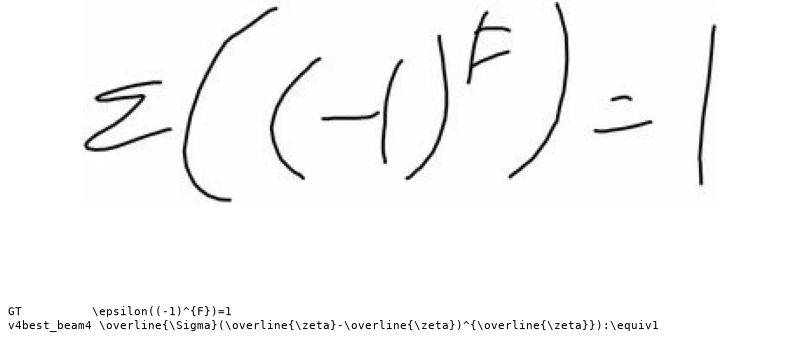 Σ((-1)^F)=1
GT \epsilon((-1)^{F})=1
v4best_beam4 \overline{\Sigma}(\overline{\zeta}-\overline{\zeta})^{\overline{\zeta}}):\equiv1